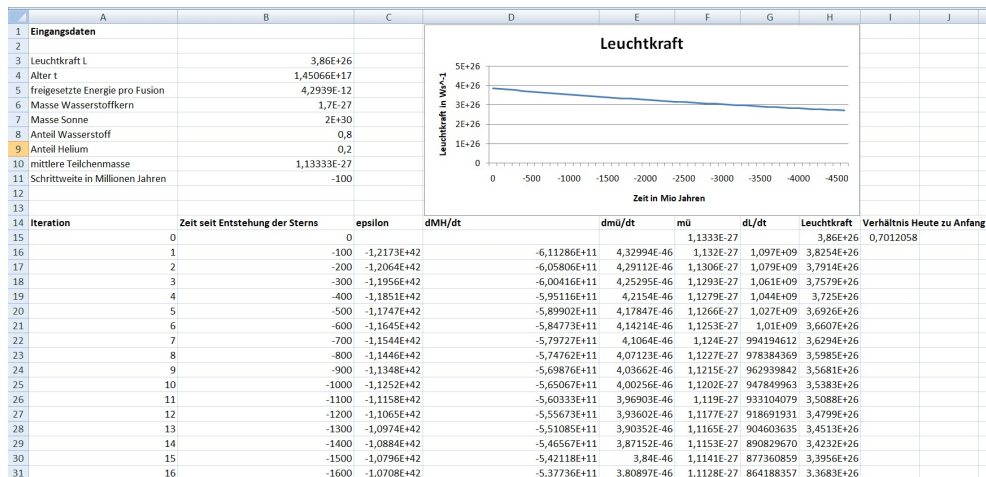 A B C D E F G H I J
1 Eingangsdaten
2
3 Leuchtkraft L 3,86E+26
4 Alter t 1,45066E+17
5 freigesetzte Energie pro Fusion 4,2939E-12
6 Masse Wasserstoffkern 1,7E-27
7 Masse Sonne 2E+30
8 Anteil Wasserstoff 0,8
9 Anteil Helium 0,2
10 mittlere Teilchenmasse 1,13333E-27
11 Schrittweite in Millionen Jahren -100
12
13
Leuchtkraft
Leuchtkraft in Ws^-1
5E+26
4E+26
3E+26
2E+26
1E+26
0
0 -500 -1000 -1500 -2000 -2500 -3000 -3500 -4000 -4500
Zeit in Mio Jahren
14 Iteration Zeit seit Entstehung der Sterns epsilon dMH/dt dmü/dt mü dL/dt Leuchtkraft Verhältnis Heute zu Anfang
15 0 0 1,1333E-27 3,86E+26 0,7012058
16 1 -100 -1,2173E+42 -6,11286E+11 4,32994E-46 1,132E-27 1,097E+09 3,8254E+26
17 2 -200 -1,2064E+42 -6,05806E+11 4,29112E-46 1,1306E-27 1,079E+09 3,7914E+26
18 3 -300 -1,1956E+42 -6,00416E+11 4,25295E-46 1,1293E-27 1,061E+09 3,7579E+26
19 4 -400 -1,1851E+42 -5,95116E+11 4,2154E-46 1,1279E-27 1,044E+09 3,725E+26
20 5 -500 -1,1747E+42 -5,89902E+11 4,17847E-46 1,1266E-27 1,027E+09 3,6926E+26
21 6 -600 -1,1645E+42 -5,84773E+11 4,14214E-46 1,1253E-27 1,01E+09 3,6607E+26
22 7 -700 -1,1544E+42 -5,79727E+11 4,1064E-46 1,124E-27 994194612 3,6294E+26
23 8 -800 -1,1446E+42 -5,74762E+11 4,07123E-46 1,1227E-27 978384369 3,5985E+26
24 9 -900 -1,1348E+42 -5,69876E+11 4,03662E-46 1,1215E-27 962939842 3,5681E+26
25 10 -1000 -1,1252E+42 -5,65067E+11 4,00256E-46 1,1202E-27 947849963 3,5383E+26
26 11 -1100 -1,1158E+42 -5,60333E+11 3,96903E-46 1,119E-27 933104079 3,5088E+26
27 12 -1200 -1,1065E+42 -5,55673E+11 3,93602E-46 1,1177E-27 918691931 3,4799E+26
28 13 -1300 -1,0974E+42 -5,51085E+11 3,90352E-46 1,1165E-27 904603635 3,4513E+26
29 14 -1400 -1,0884E+42 -5,46567E+11 3,87152E-46 1,1153E-27 890829670 3,4232E+26
30 15 -1500 -1,0796E+42 -5,42118E+11 3,84E-46 1,1141E-27 877360859 3,3956E+26
31 16 -1600 -1,0708E+42 -5,37736E+11 3,80897E-46 1,1128E-27 864188357 3,3683E+26